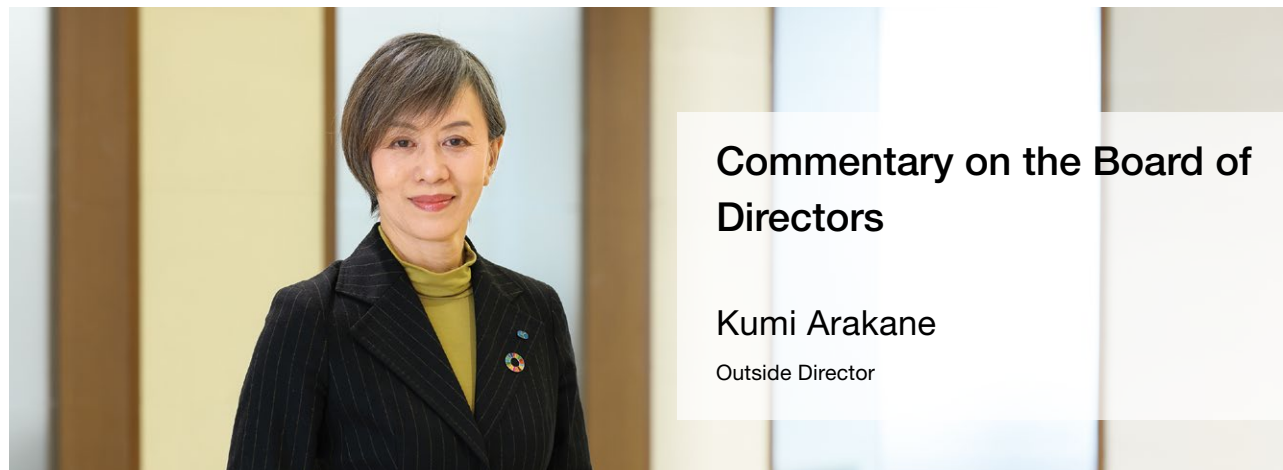 Commentary on the Board of
Directors
Kumi Arakane
Outside Director